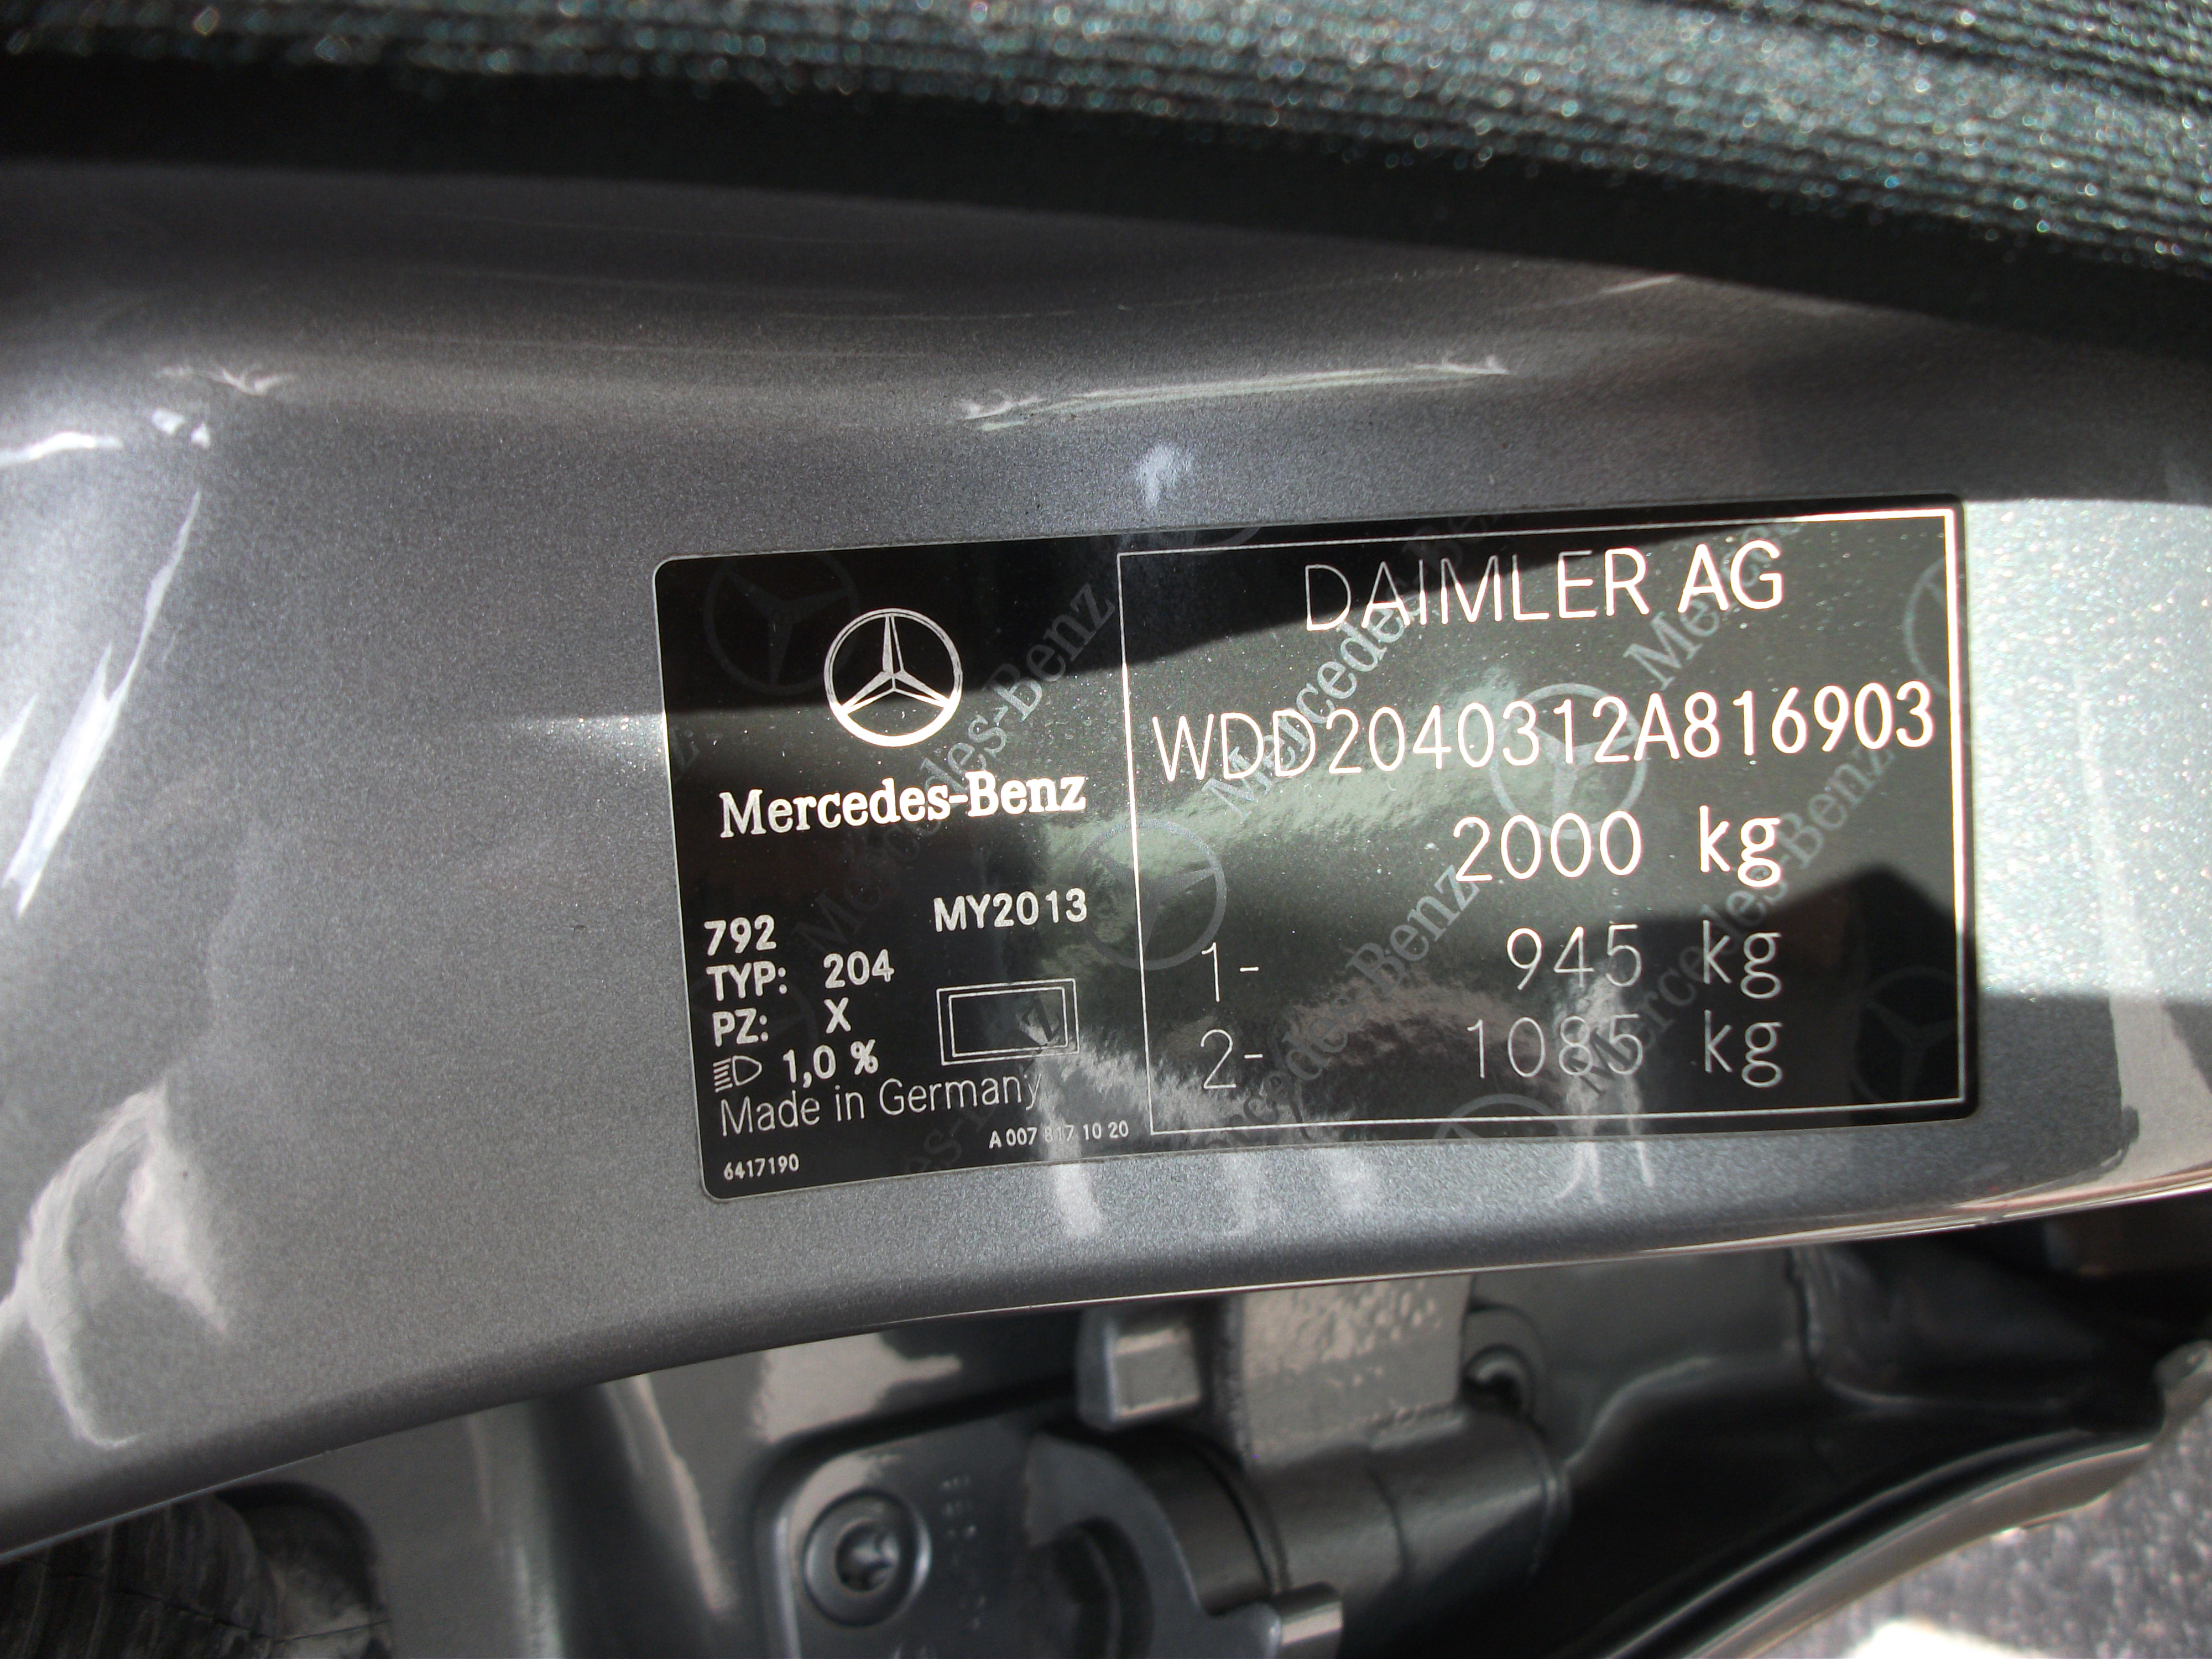 Mercedes-Benz
792
MY2013
TYP: 204
PZ: X
1,0 %
Made in Germany
A 007 817 10 20
6417190
DAIMLER AG
WDD2040312A816903
2000 kg
1- 945 kg
2- 1085 kg